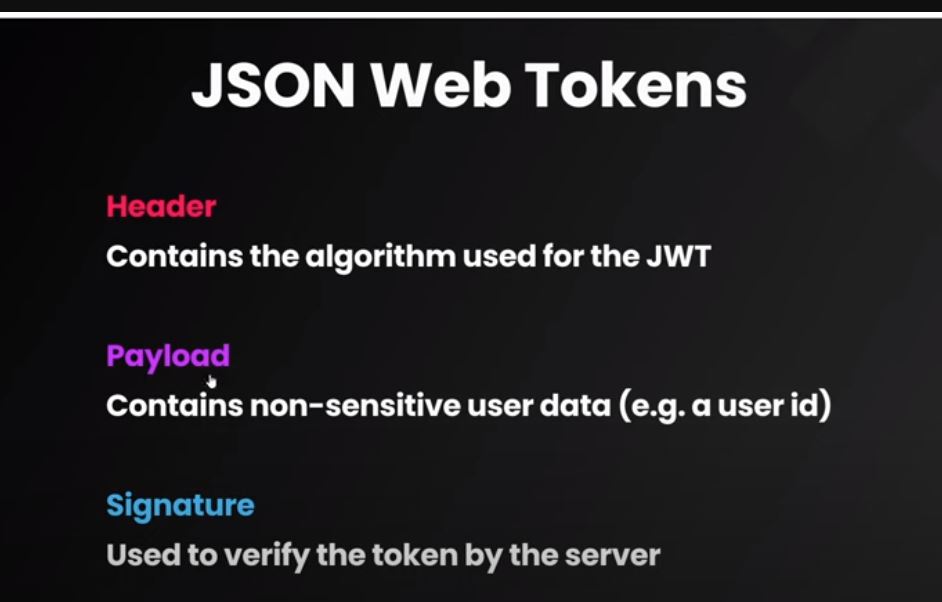 JSON Web Tokens
Header
Contains the algorithm used for the JWT
Payload
Contains non-sensitive user data (e.g. a user id)
Signature
Used to verify the token by the server